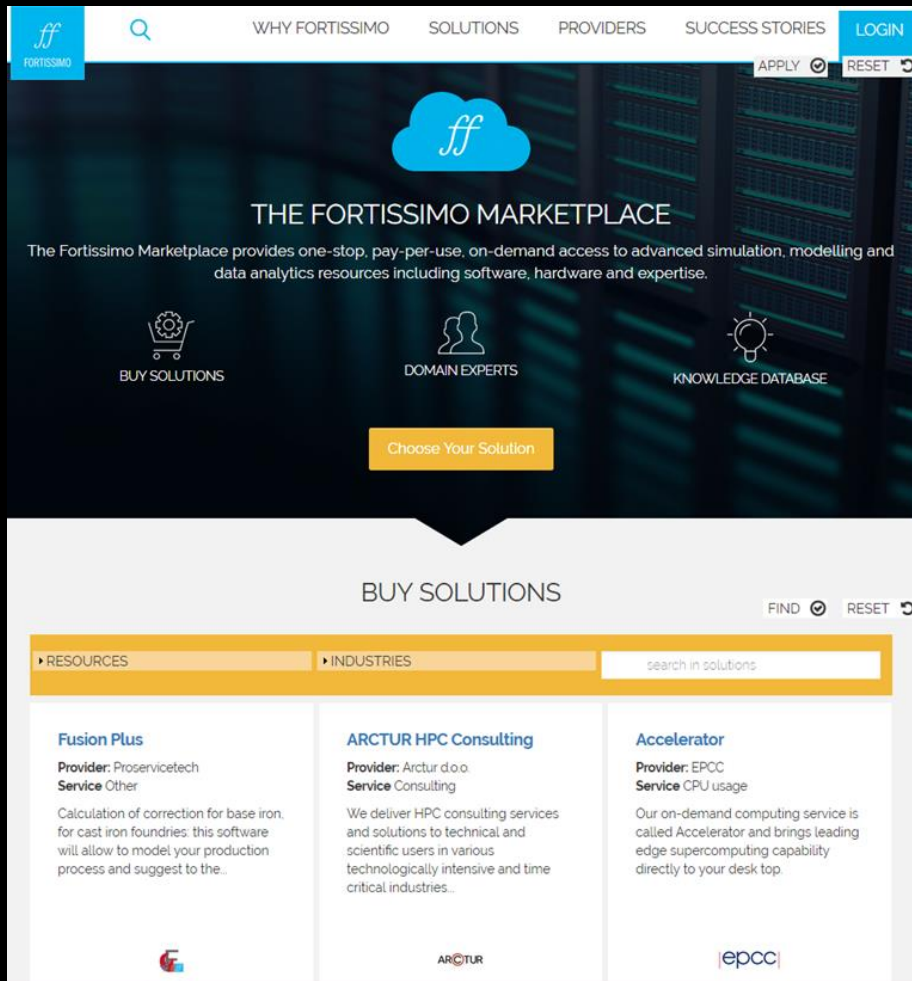 ff
FORTISSIMO
WHY FORTISSIMO
SOLUTIONS
PROVIDERS
SUCCESS STORIES
LOGIN
APPLY
RESET
ff
THE FORTISSIMO MARKETPLACE
The Fortissimo Marketplace provides one-stop, pay-per-use, on-demand access to advanced simulation, modelling and
data analytics resources including software, hardware and expertise.
BUY SOLUTIONS
DOMAIN EXPERTS
KNOWLEDGE DATABASE
Choose Your Solution
BUY SOLUTIONS
FIND
RESET
RESOURCES
INDUSTRIES
search in solutions
Fusion Plus
Provider: Proservicetech
Service Other
Calculation of correction for base iron,
for cast iron foundries: this software
will allow to model your production
process and suggest to the...
ARCTUR HPC Consulting
Provider: Arctur d.o.o.
Service Consulting
We deliver HPC consulting services
and solutions to technical and
scientific users in various
technologically intensive and time
critical industries...
ARCTUR
Accelerator
Provider: EPCC
Service CPU usage
Our on-demand computing service is
called Accelerator and brings leading
edge supercomputing capability
directly to your desk top.
epcc